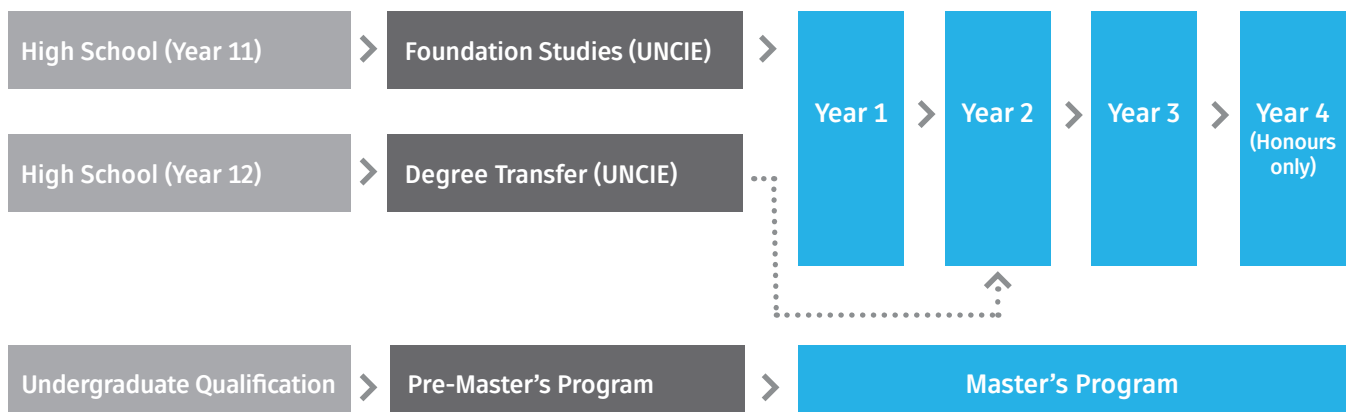 High School (Year 11)
Foundation Studies (UNCIE)
Year 1
Year 2
Year 3
Year 4
(Honours
only)
High School (Year 12)
Degree Transfer (UNCIE)
Undergraduate Qualification
Pre-Master's Program
Master's Program